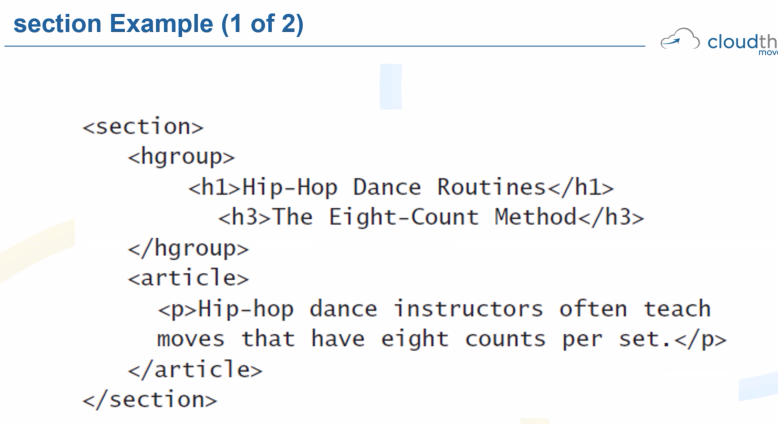 section Example (1 of 2)
<section>
<hgroup>
<h1>Hip-Hop Dance Routines</h1>
<h3>The Eight-Count Method</h3>
</hgroup>
<article>
<p>Hip-hop dance instructors often teach
moves that have eight counts per set.</p>
</article>
</section>